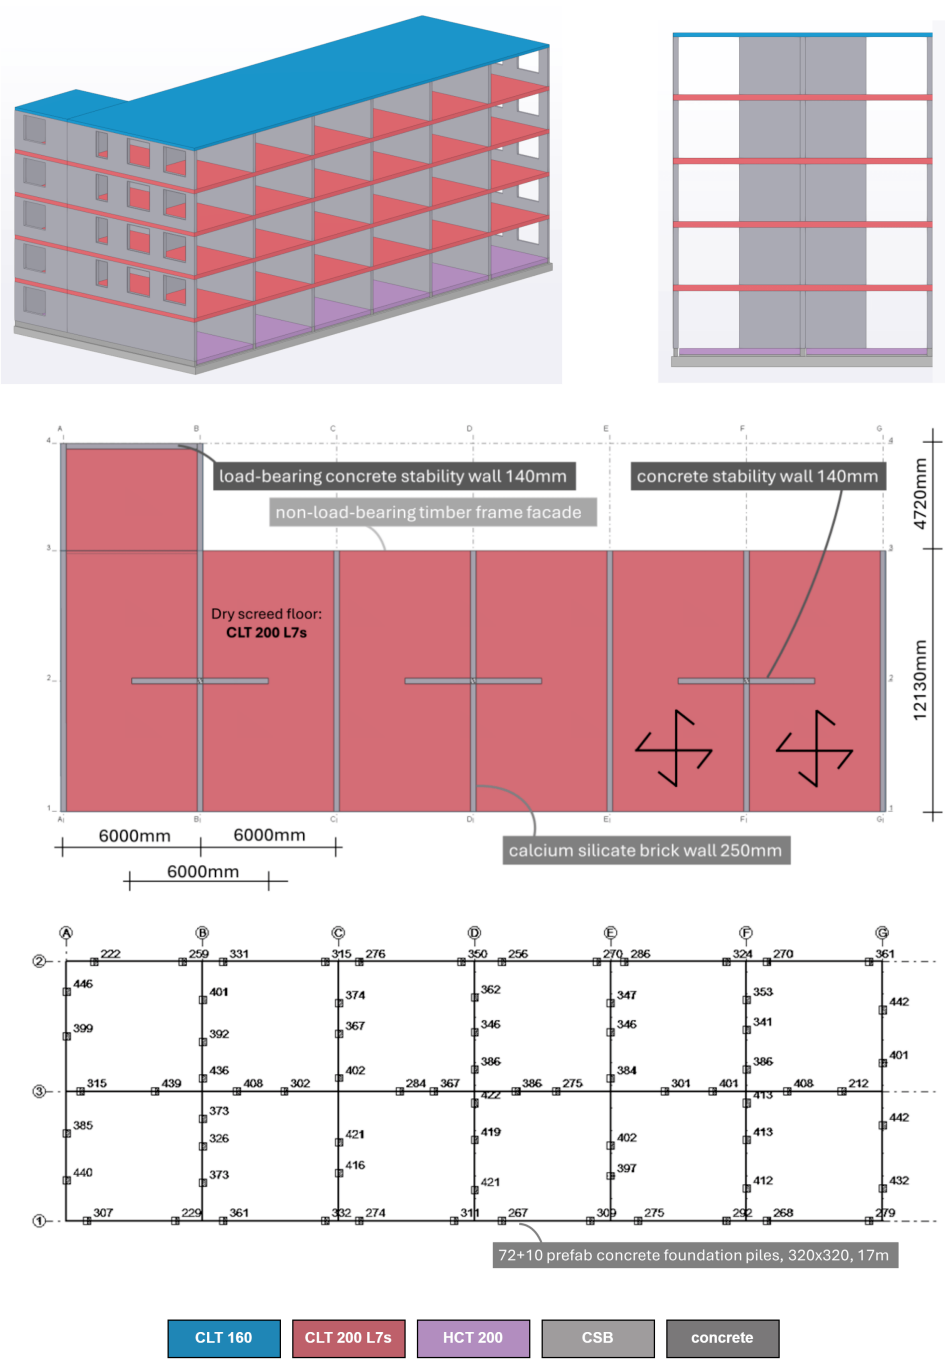 A B C D E F G
4 4
load-bearing concrete stability wall 140mm
concrete stability wall 140mm
4720mm
non-load-bearing timber frame facade
3 3
Dry screed floor:
CLT 200 L7s
12130mm
2 2
1 1
A B C D E F G
6000mm 6000mm
calcium silicate brick wall 250mm
6000mm
A B C D E F G
222 259 331 315 276 350 256 270 286 324 270 361
2
446 401 374 362 347 353 442
399 392 367 346 346 341 401
436 402 386 384 386
315 439 408 302 284 367 386 275 301 401 408 212
3
422 413
385 373 421 419 402 413 442
326
440 373 416 421 397 412 432
307 229 361 332 274 311 267 309 275 292 268 279
1
72+10 prefab concrete foundation piles, 320x320, 17m
CLT 160
CLT 200 L7s
HCT 200
CSB
concrete